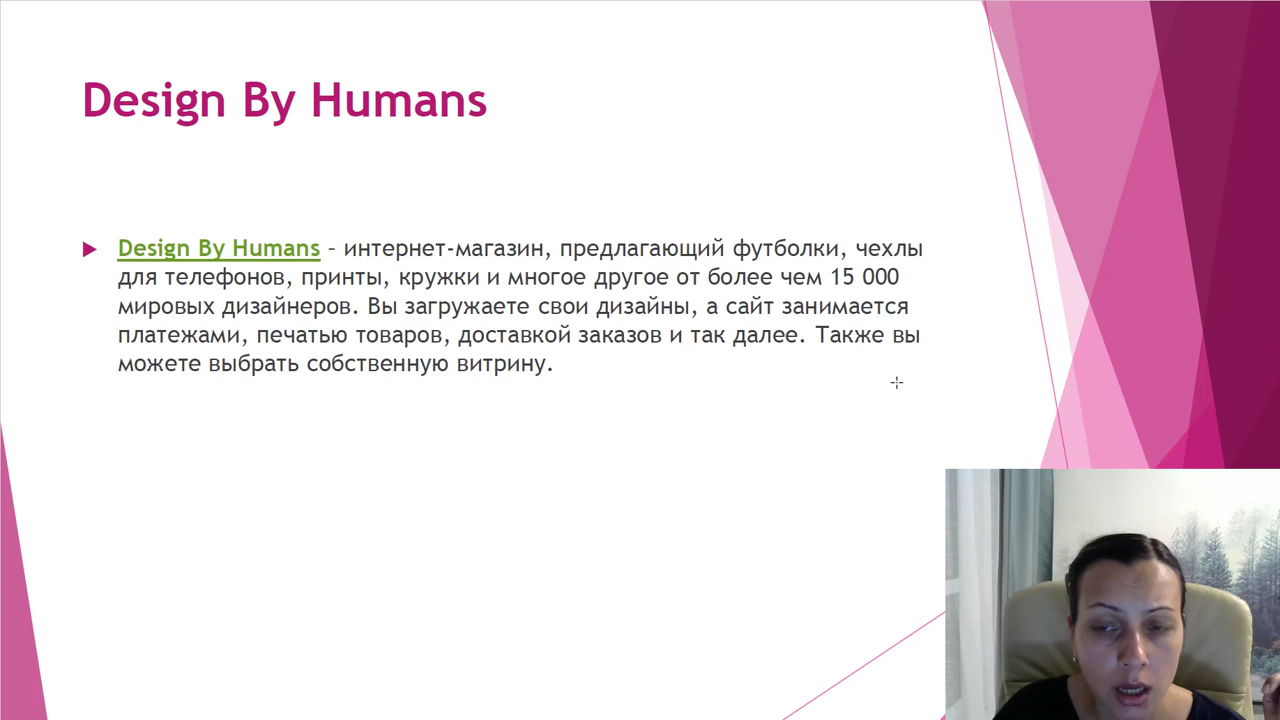 Design By Humans
Design By Humans – интернет-магазин, предлагающий футболки, чехлы
для телефонов, принты, кружки и многое другое от более чем 15 000
мировых дизайнеров. Вы загружаете свои дизайны, а сайт занимается
платежами, печатью товаров, доставкой заказов и так далее. Также вы
можете выбрать собственную витрину.